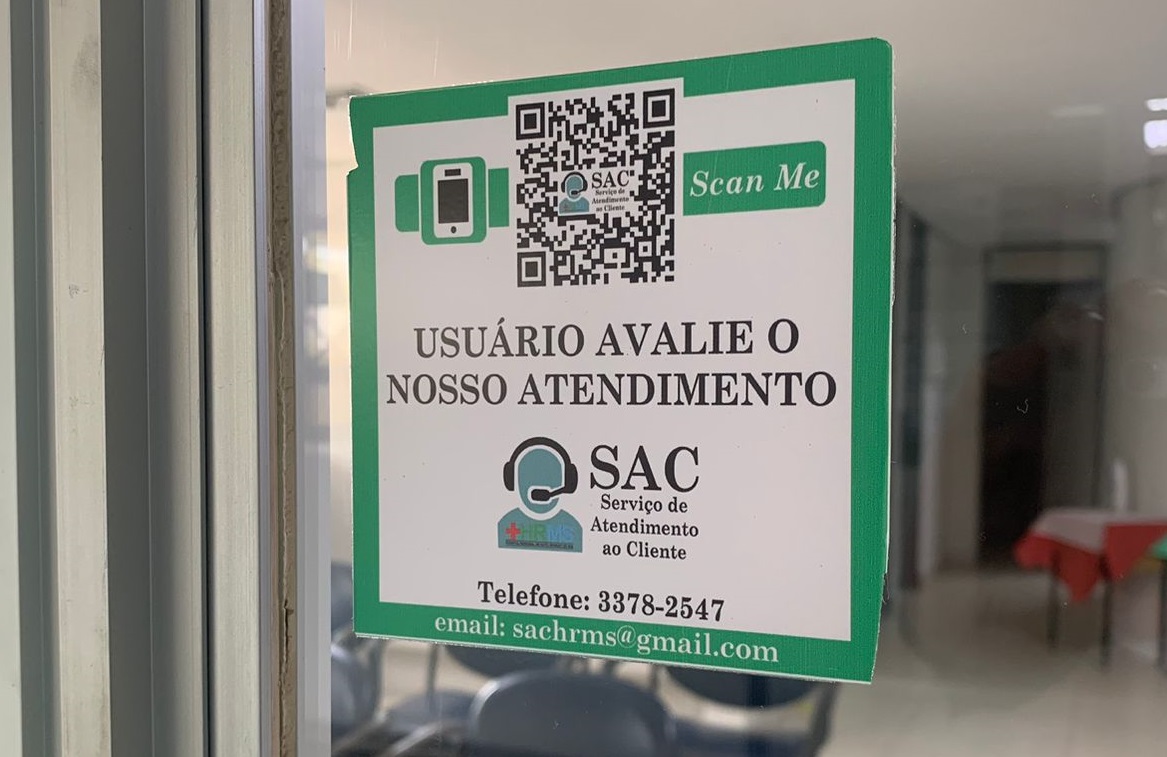 SAC
Serviço de
Atendimento
ao Cliente
Scan Me
USUÁRIO AVALIE O
NOSSO ATENDIMENTO
SAC
Serviço de
Atendimento
ao Cliente
HRMS
Telefone: 3378-2547
email: sachrms@gmail.com